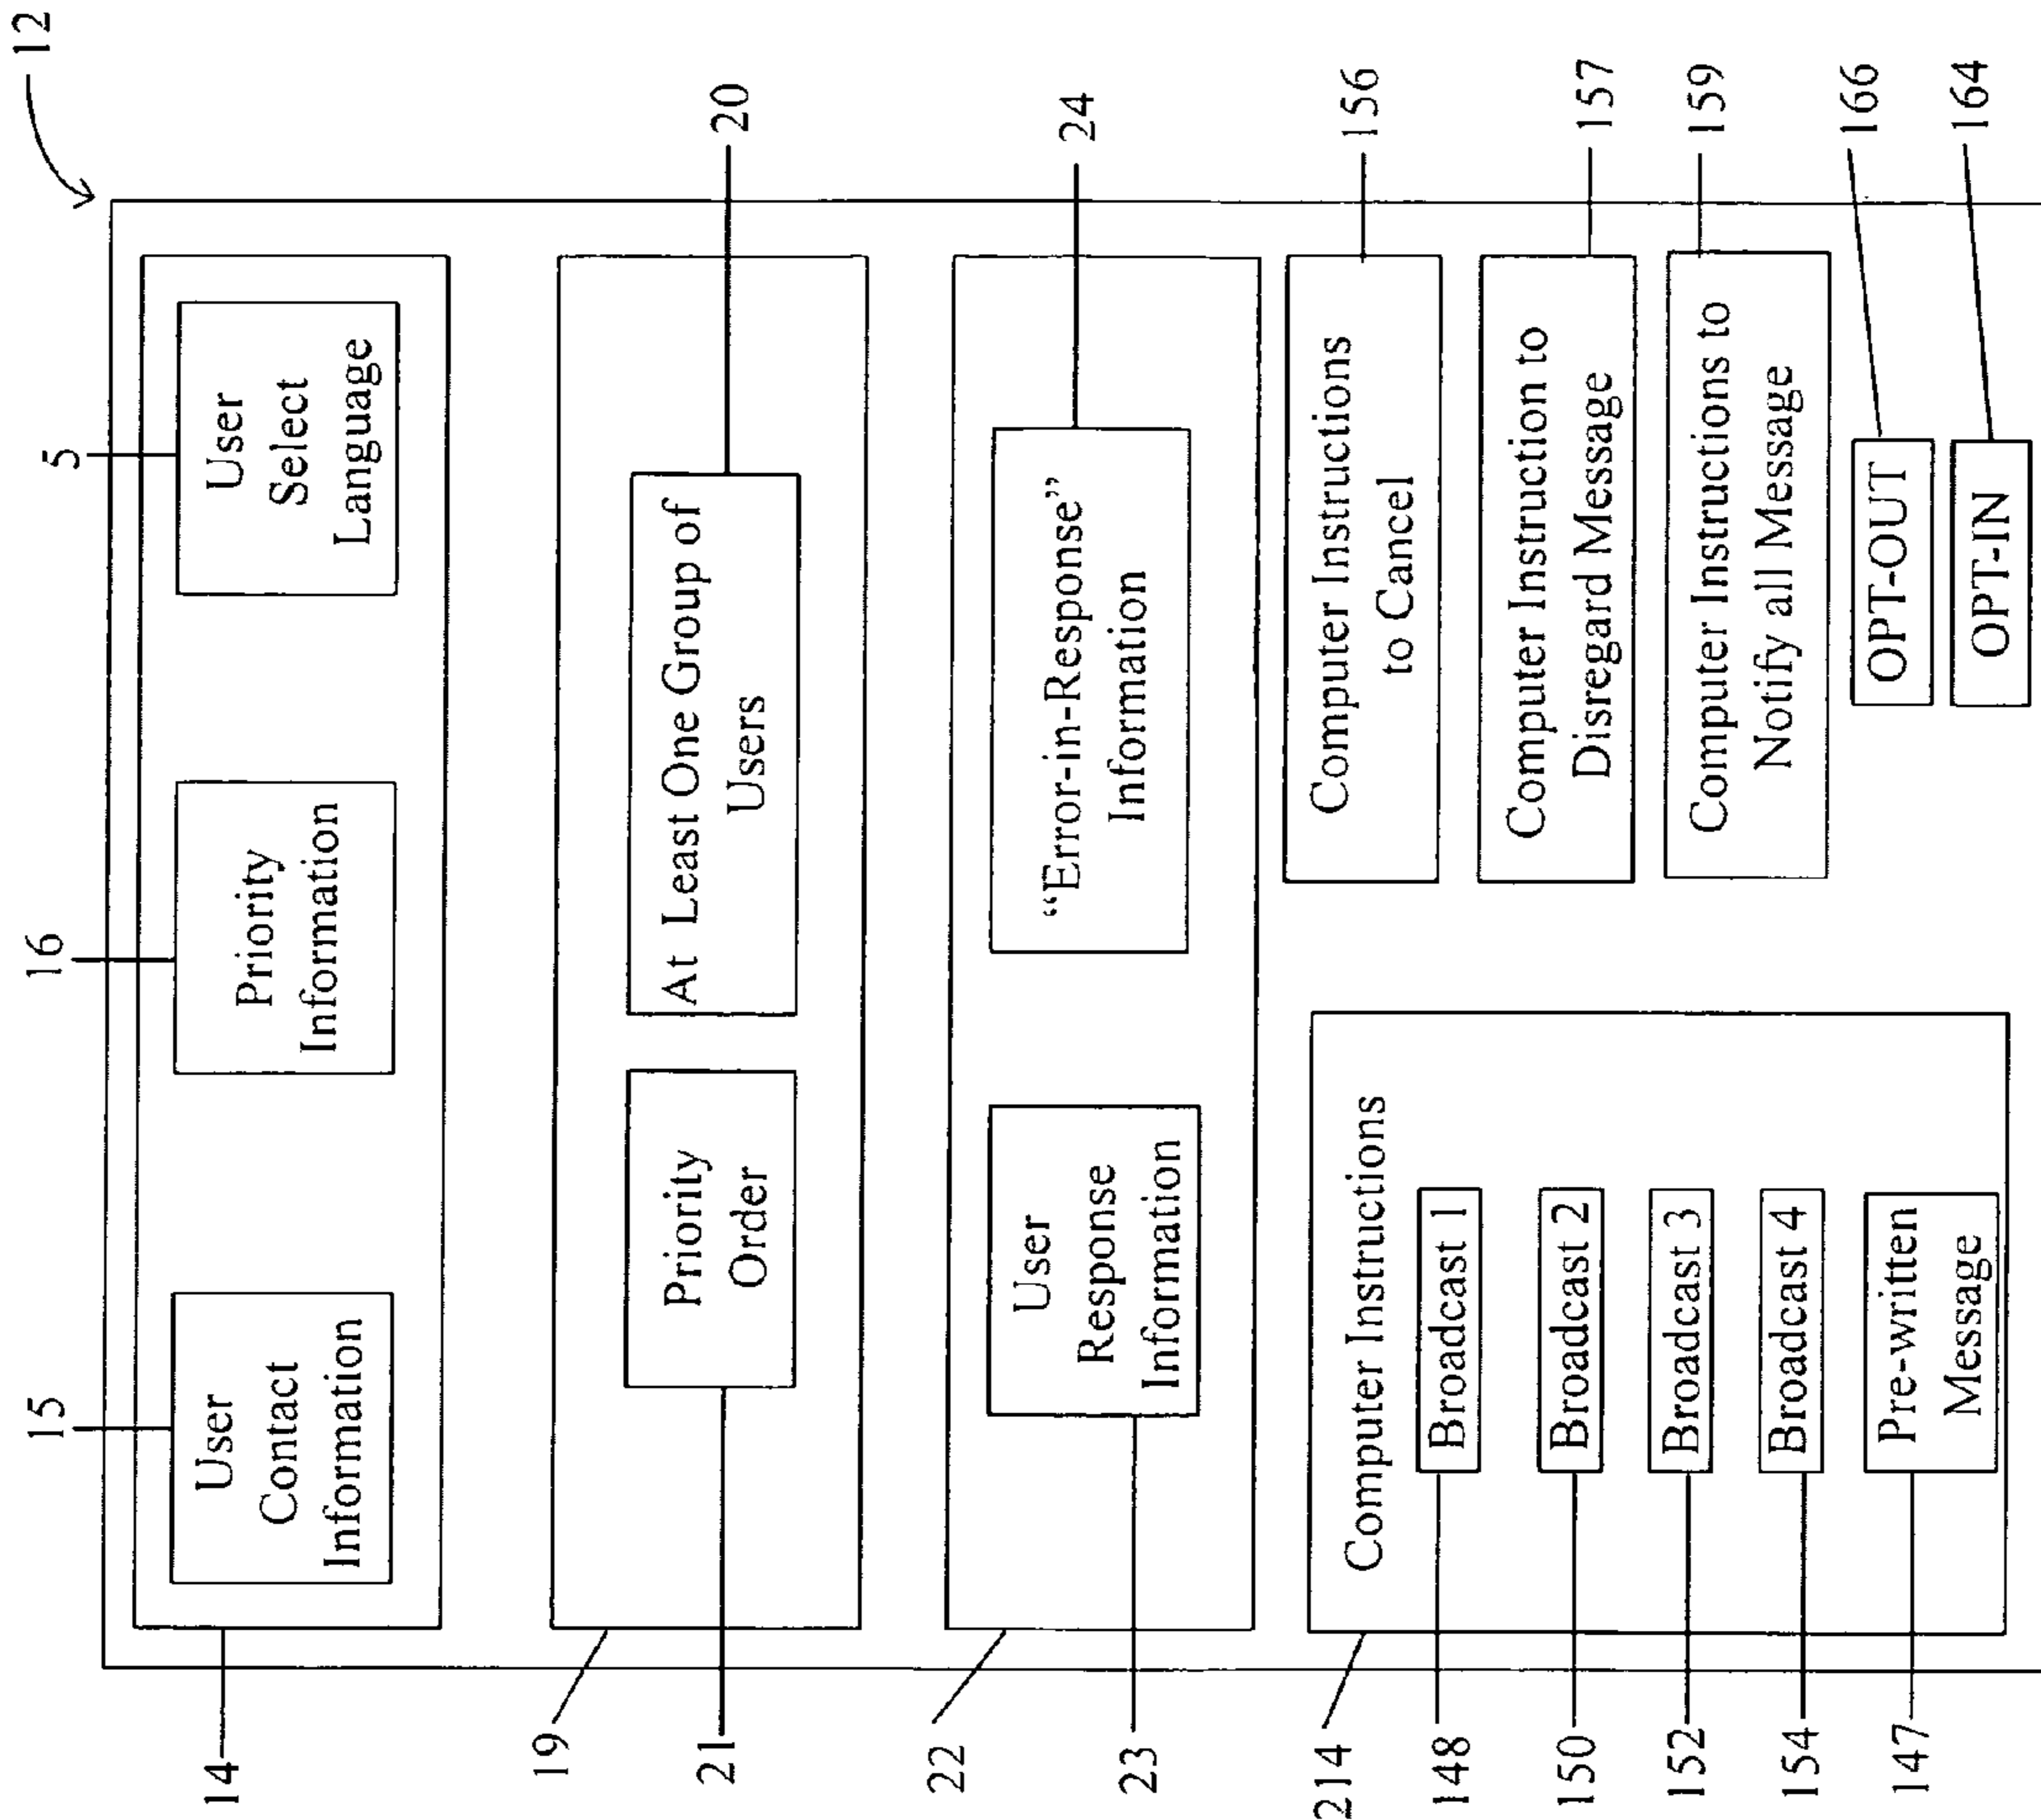 12
15
16
5
User
Contact
Information
Priority
Information
User
Select
Language
14
19
21
Priority
Order
At Least One Group of
Users
20
22
23
User
Response
Information
“Error-in-Response”
Information
24
214
Computer Instructions
148
Broadcast 1
150
Broadcast 2
152
Broadcast 3
154
Broadcast 4
147
Pre-written
Message
Computer Instructions
to Cancel
156
Computer Instruction to
Disregard Message
157
Computer Instructions to
Notify all Message
159
OPT-OUT
166
OPT-IN
164